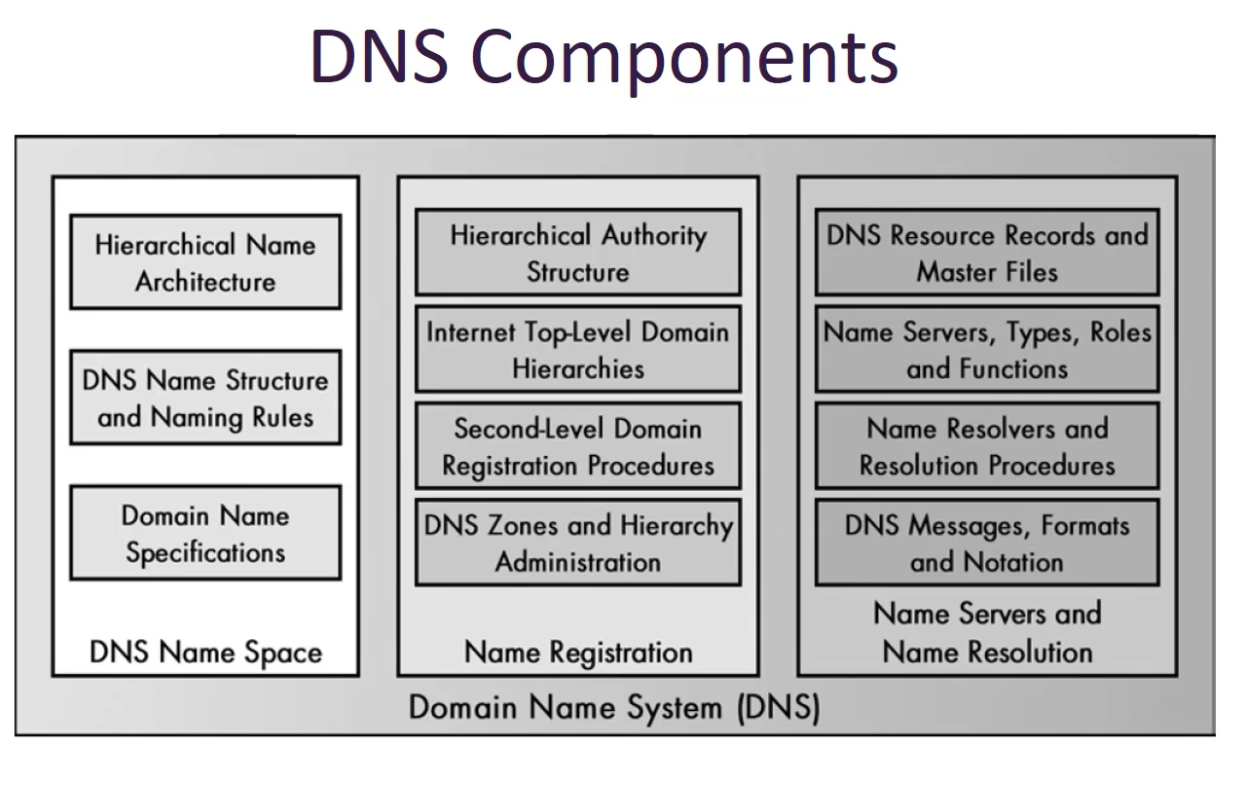 DNS Components
Hierarchical Name
Architecture
DNS Name Structure
and Naming Rules
Domain Name
Specifications
DNS Name Space
Hierarchical Authority
Structure
Internet Top-Level Domain
Hierarchies
Second-Level Domain
Registration Procedures
DNS Zones and Hierarchy
Administration
Name Registration
DNS Resource Records and
Master Files
Name Servers, Types, Roles
and Functions
Name Resolvers and
Resolution Procedures
DNS Messages, Formats
and Notation
Name Servers and
Name Resolution
Domain Name System (DNS)